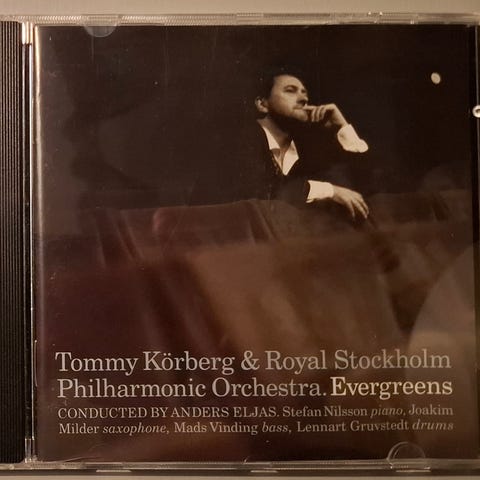 Tommy Körberg & Royal Stockholm
Philharmonic Orchestra. Evergreens
CONDUCTED BY ANDERS ELJAS. Stefan Nilsson piano, Joakim
Milder saxophone, Mads Vinding bass, Lennart Gruvstedt drums